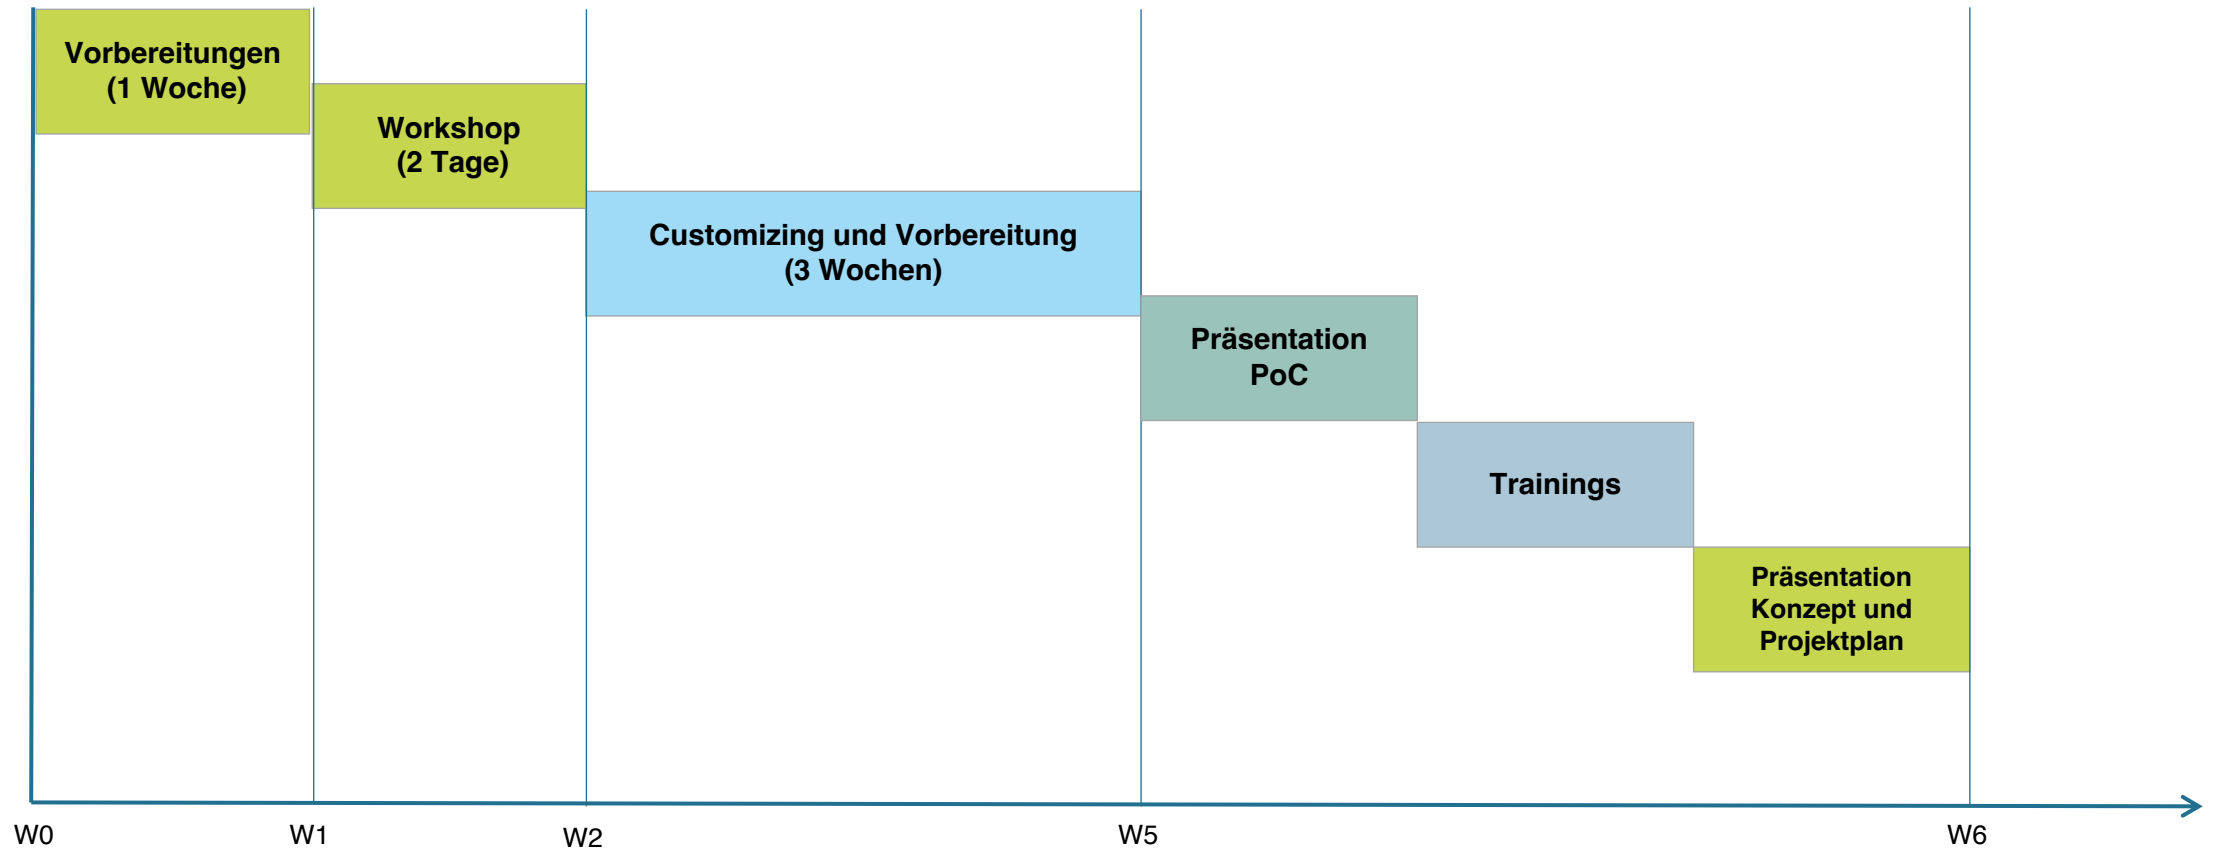 Vorbereitungen
(1 Woche)
Workshop
(2 Tage)
Customizing und Vorbereitung
(3 Wochen)
Präsentation
PoC
Trainings
Präsentation
Konzept und
Projektplan
W0
W1
W2
W5
W6